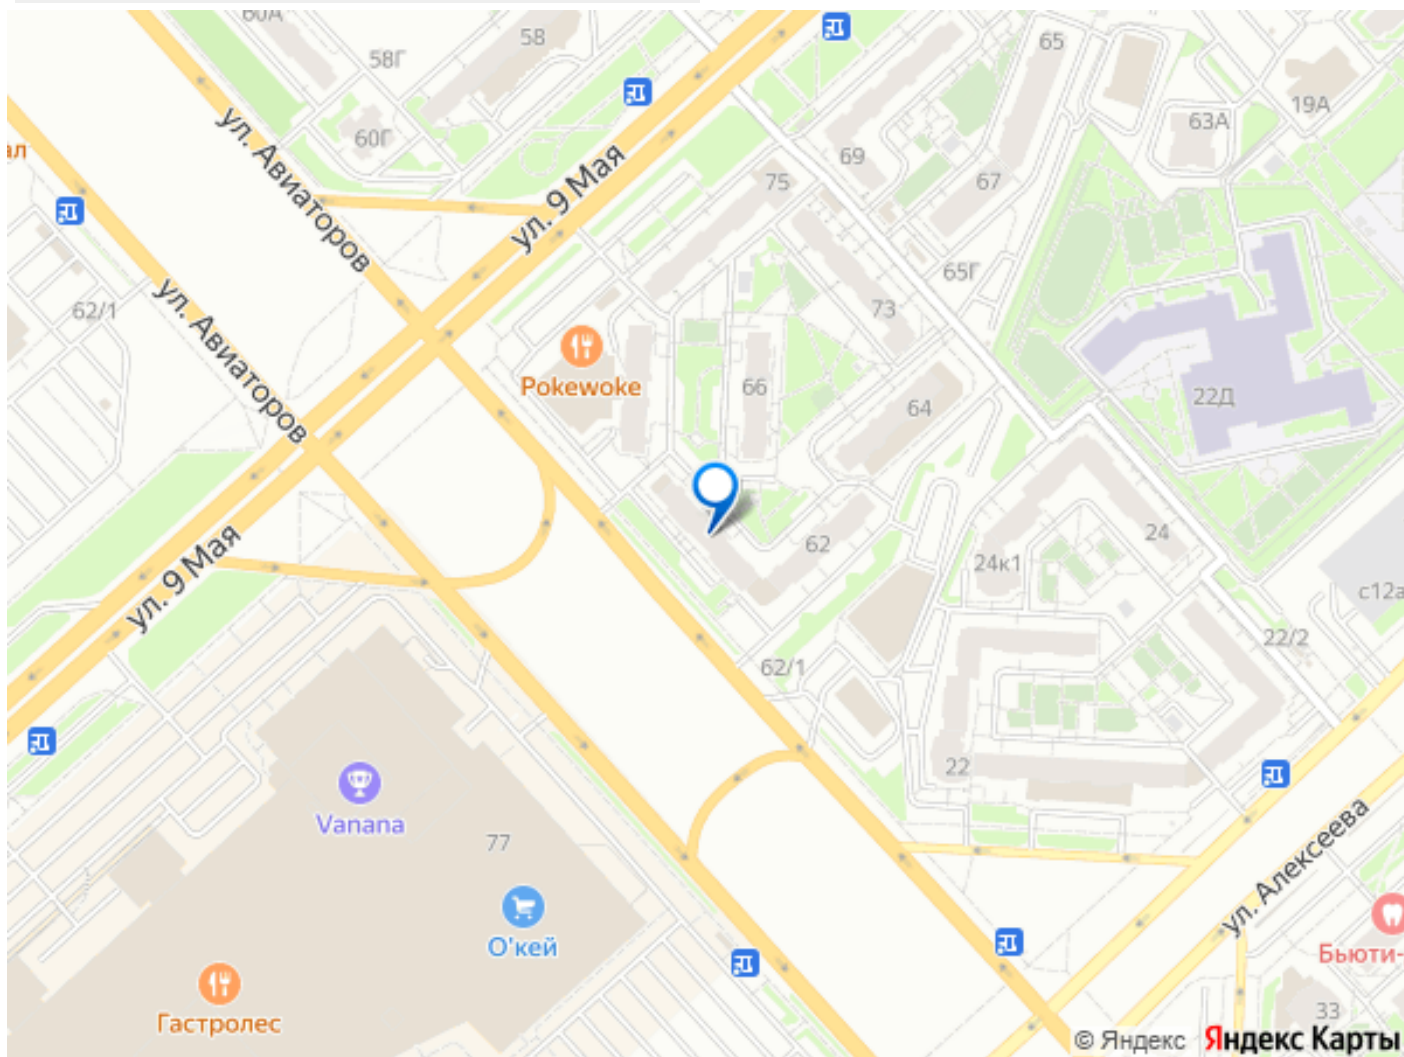 60А
58
58Г
60Г
65
19А
63А
69
67
75
ал
ул. Авиаторов
ул. 9 Мая
65Г
73
62/1
ул. Авиаторов
Pokewoke
66
64
22Д
62
24
24к1
ул. 9 Мая
с12а
22/2
62/1
22
Vanana
77
ул. Алексеева
О'кей
Бьюти-
Гастролес
33
© Яндекс Яндекс Карты